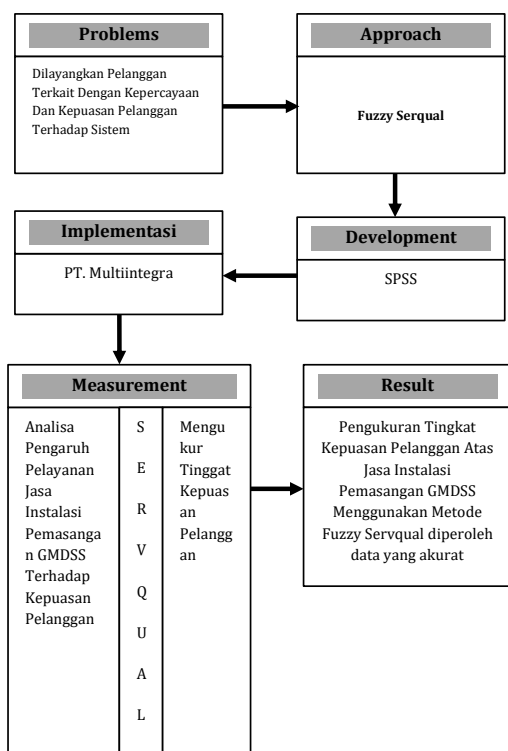 Problems
Dilayangkan Pelanggan
Terkait Dengan Kepercayaan
Dan Kepuasan Pelanggan
Terhadap Sistem
Approach
Fuzzy Serqual
Development
SPSS
Implementasi
PT. Multiintegra
Measurement
Analisa
Pengaruh
Pelayanan
Jasa
Instalasi
Pemasanga
n GMDSS
Terhadap
Kepuasan
Pelanggan
S
E
R
V
Q
U
A
L
Mengu
kur
Tinggat
Kepuas
an
Pelangg
an
Result
Pengukuran Tingkat
Kepuasan Pelanggan Atas
Jasa Instalasi
Pemasangan GMDSS
Menggunakan Metode
Fuzzy Servqual diperoleh
data yang akurat